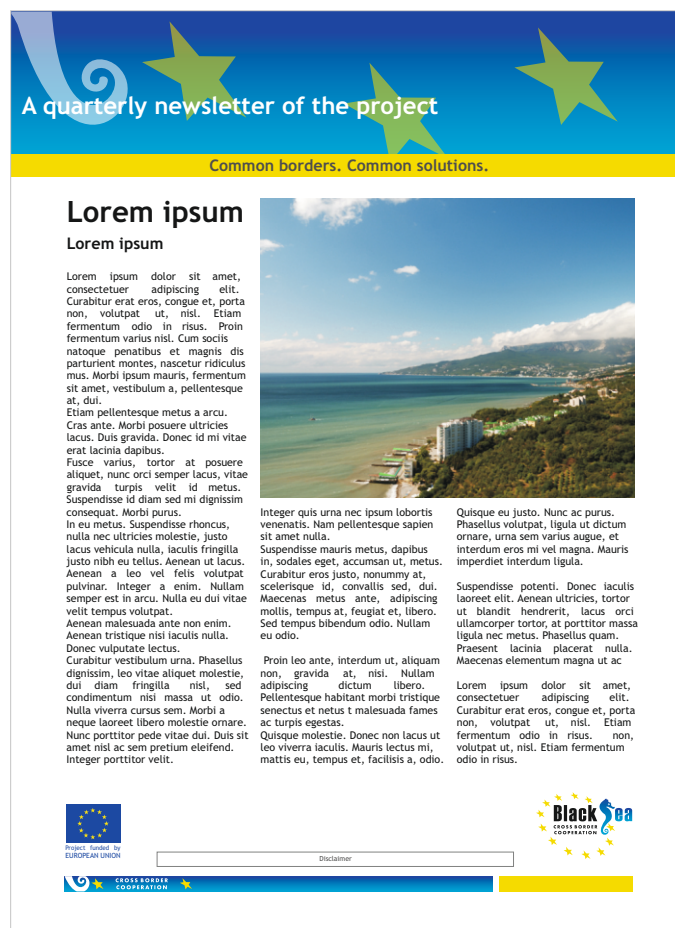 A quarterly newsletter of the project
Common borders. Common solutions.
Lorem ipsum
Lorem ipsum
Lorem ipsum dolor sit amet,
consectetuer adipiscing elit.
Curabitur erat eros, congue et, porta
non, volutpat ut, nisl. Etiam
fermentum odio in risus. Proin
fermentum varius nisl. Cum sociis
natoque penatibus et magnis dis
parturient montes, nascetur ridiculus
mus. Morbi ipsum mauris, fermentum
sit amet, vestibulum a, pellentesque
at, dui.
Etiam pellentesque metus a arcu.
Cras ante. Morbi posuere ultricies
lacus. Duis gravida. Donec id mi vitae
erat lacinia dapibus.
Fusce varius, tortor at posuere
aliquet, nunc orci semper lacus, vitae
gravida turpis velit id metus.
Suspendisse id diam sed mi dignissim
consequat. Morbi purus.
In eu metus. Suspendisse rhoncus,
nulla nec ultricies molestie, justo
lacus vehicula nulla, iaculis fringilla
justo nibh eu tellus. Aenean ut lacus.
Aenean a leo vel felis volutpat
pulvinar. Integer a enim. Nullam
semper est in arcu. Nulla eu dui vitae
velit tempus volutpat.
Aenean malesuada ante non enim.
Aenean tristique nisi iaculis nulla.
Donec vulputate lectus.
Curabitur vestibulum urna. Phasellus
dignissim, leo vitae aliquet molestie,
dui diam fringilla nisl, sed
condimentum nisi massa ut odio.
Nulla viverra cursus sem. Morbi a
neque laoreet libero molestie ornare.
Nunc porttitor pede vitae dui. Duis sit
amet nisl ac sem pretium eleifend.
Integer porttitor velit.
Integer quis urna nec ipsum lobortis
venenatis. Nam pellentesque sapien
sit amet nulla.
Suspendisse mauris metus, dapibus
in, sodales eget, accumsan ut, metus.
Curabitur eros justo, nonummy at,
scelerisque id, convallis sed, dui.
Maecenas metus ante, adipiscing
mollis, tempus at, feugiat et, libero.
Sed tempus bibendum odio. Nullam
eu odio.
Proin leo ante, interdum ut, aliquam
non, gravida at, nisi. Nullam
adipiscing dictum libero.
Pellentesque habitant morbi tristique
senectus et netus t malesuada fames
ac turpis egestas.
Quisque molestie. Donec non lacus ut
leo viverra iaculis. Mauris lectus mi,
mattis eu, tempus et, facilisis a, odio.
Quisque eu justo. Nunc ac purus.
Phasellus volutpat, ligula ut dictum
ornare, urna sem varius augue, et
interdum eros mi vel magna. Mauris
imperdiet interdum ligula.
Suspendisse potenti. Donec iaculis
laoreet elit. Aenean ultricies, tortor
ut blandit hendrerit, lacus orci
ullamcorper tortor, at porttitor massa
ligula nec metus. Phasellus quam.
Praesent lacinia placerat nulla.
Maecenas elementum magna ut ac
Lorem ipsum dolor sit amet,
consectetuer adipiscing elit.
Curabitur erat eros, congue et, porta
non, volutpat ut, nisl. Etiam
fermentum odio in risus. non,
volutpat ut, nisl. Etiam fermentum
odio in risus.
Project funded by
EUROPEAN UNION
Disclaimer
Black Sea
CROSS BORDER
COOPERATION
CROSS BORDER
COOPERATION